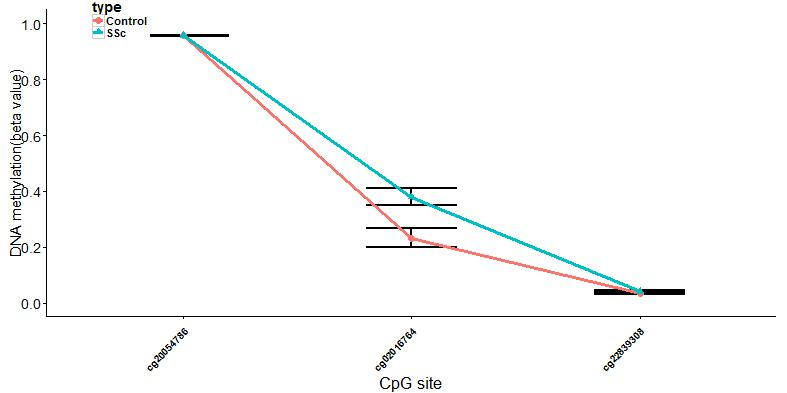 type
Control
SSc
1.0
0.8
0.6
0.4
0.2
0.0
DNA methylation(beta value)
cg20054786
cg02016764
cg22839308
CpG site